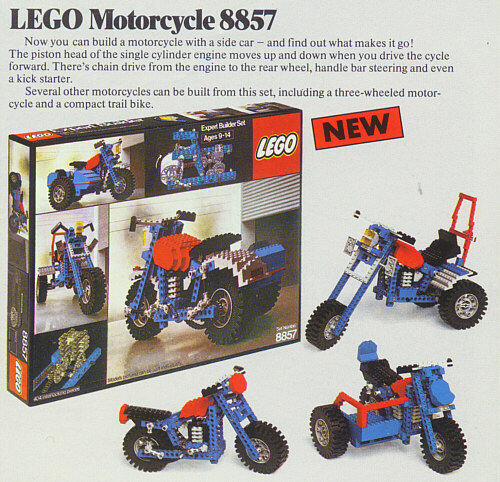 LEGO Motorcycle 8857
Now you can build a motorcycle with a side car – and find out what makes it go!
The piston head of the single cylinder engine moves up and down when you drive the cycle
forward. There's chain drive from the engine to the rear wheel, handle bar steering and even
a kick starter.
Several other motorcycles can be built from this set, including a three-wheeled motor-
cycle and a compact trail bike.
NEW
Expert Builder Set
Ages 9-14
LEGO
Set Number
8857
8857
LEGO